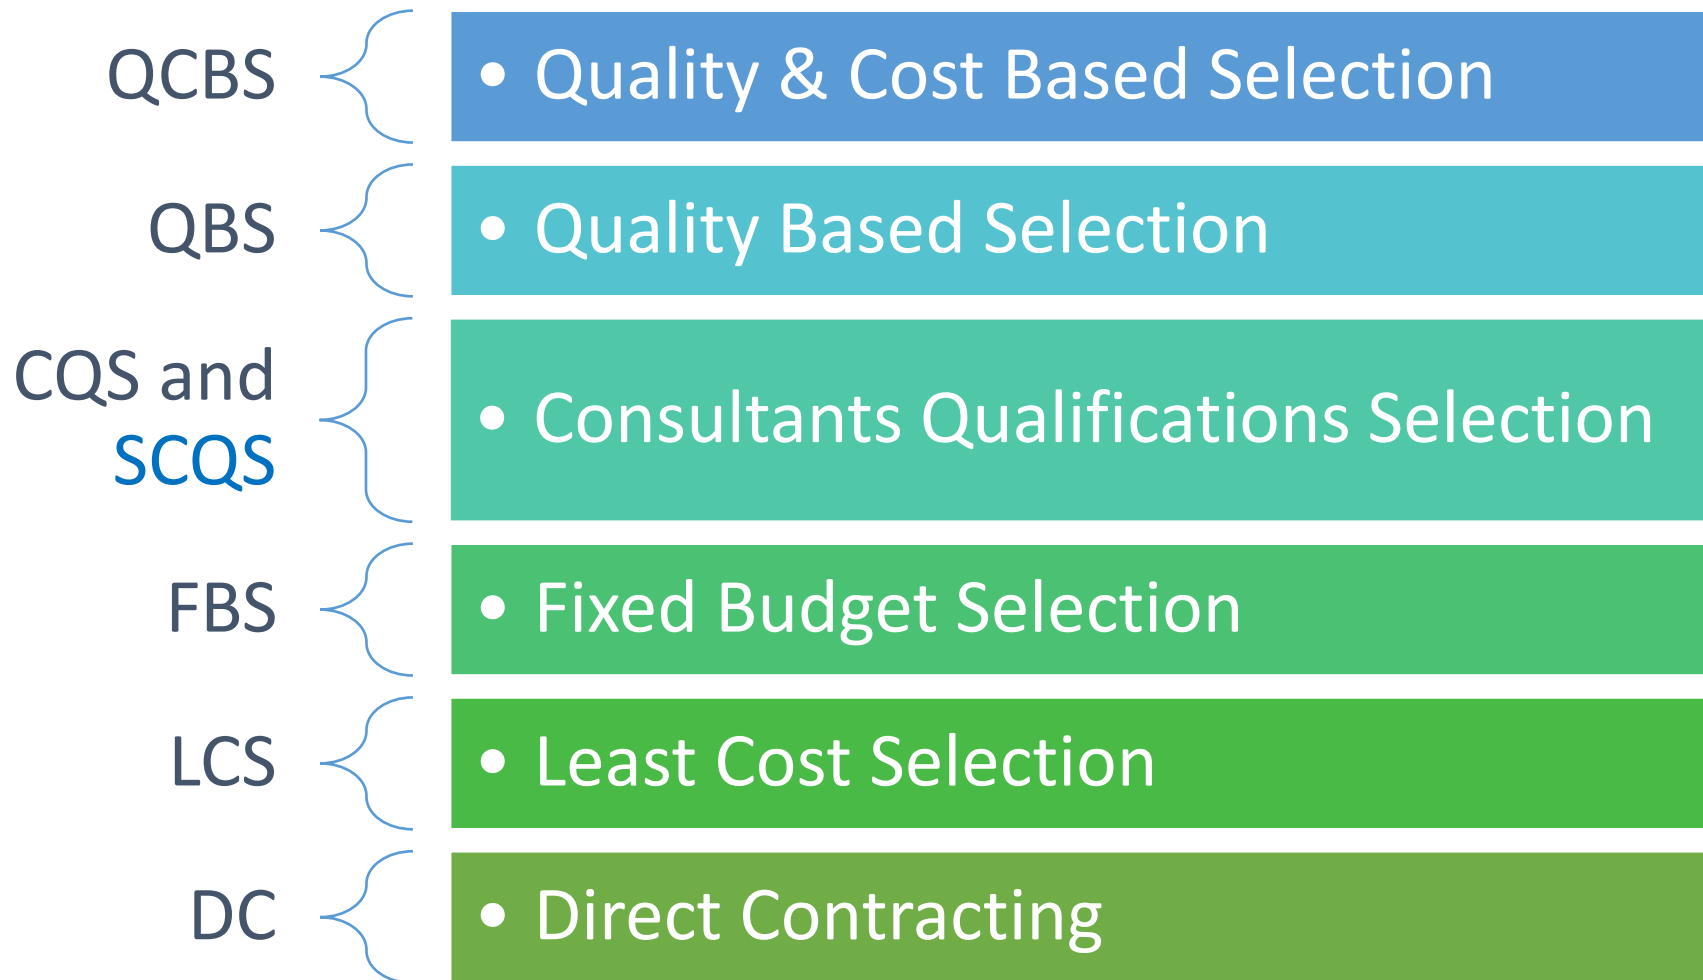 QCBS
• Quality & Cost Based Selection
QBS
• Quality Based Selection
CQS and
SCQS
• Consultants Qualifications Selection
FBS
• Fixed Budget Selection
LCS
• Least Cost Selection
DC
• Direct Contracting